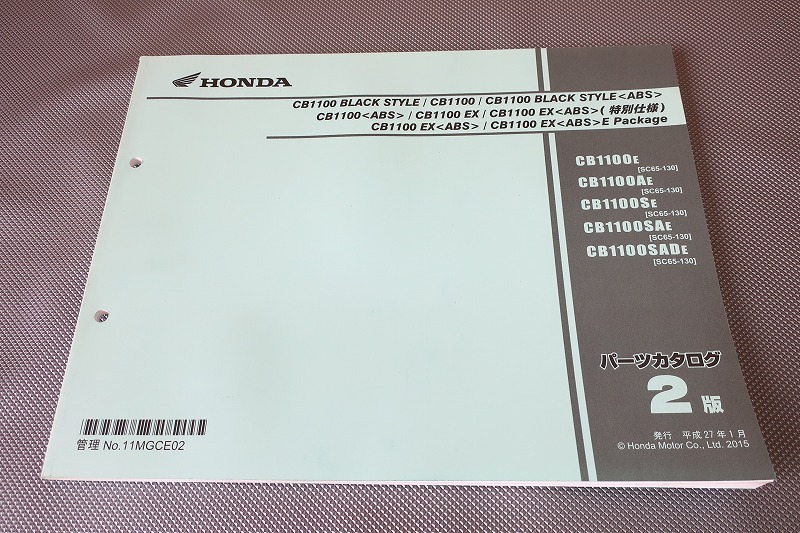 HONDA
CB1100 BLACK STYLE / CB1100 / CB1100 BLACK STYLE<ABS>
CB1100<ABS> / CB1100 EX / CB1100 EX<ABS>(特別仕様)
CB1100 EX<ABS> / CB1100 EX<ABS>E Package
CB1100E
[SC65-130]
CB1100AE
[SC65-130]
CB1100SE
[SC65-130]
CB1100SAE
[SC65-130]
CB1100SADE
[SC65-130]
パーツカタログ
2版
発行 平成27年1月
© Honda Motor Co., Ltd. 2015
管理 No.11MGCE02